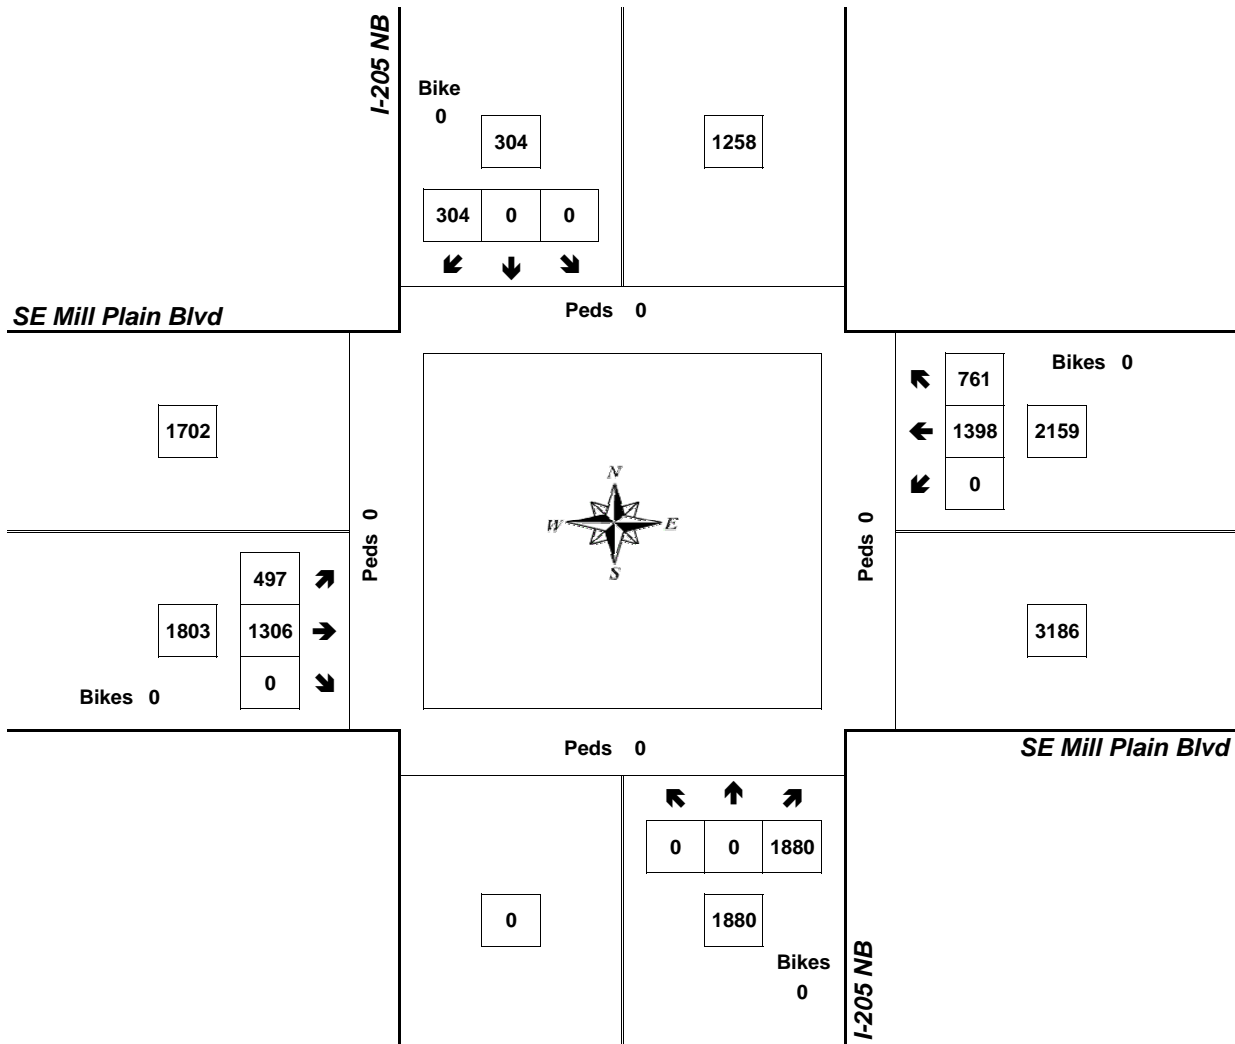 I-205 NB
Bike
0
304
1258
304 0 0
Peds 0
SE Mill Plain Blvd
1702
Peds 0
497
1803 1306
0
Bikes 0
N
W E
S
761
Bikes 0
1398 2159
0
Peds 0
3186
SE Mill Plain Blvd
Peds 0
0 0 1880
0
1880
Bikes
0
I-205 NB